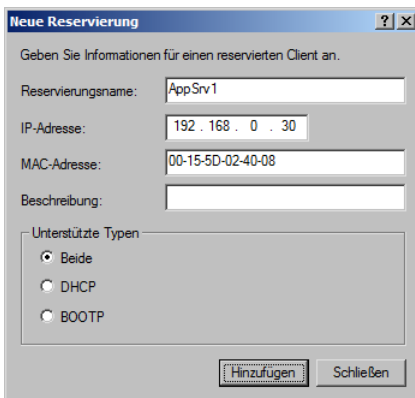 Neue Reservierung
Geben Sie Informationen für einen reservierten Client an.
Reservierungsname: AppSrv1
IP-Adresse: 192 . 168 . 0 . 30
MAC-Adresse: 00-15-5D-02-40-08
Beschreibung:
Unterstützte Typen
Beide
DHCP
BOOTP
Hinzufügen Schließen